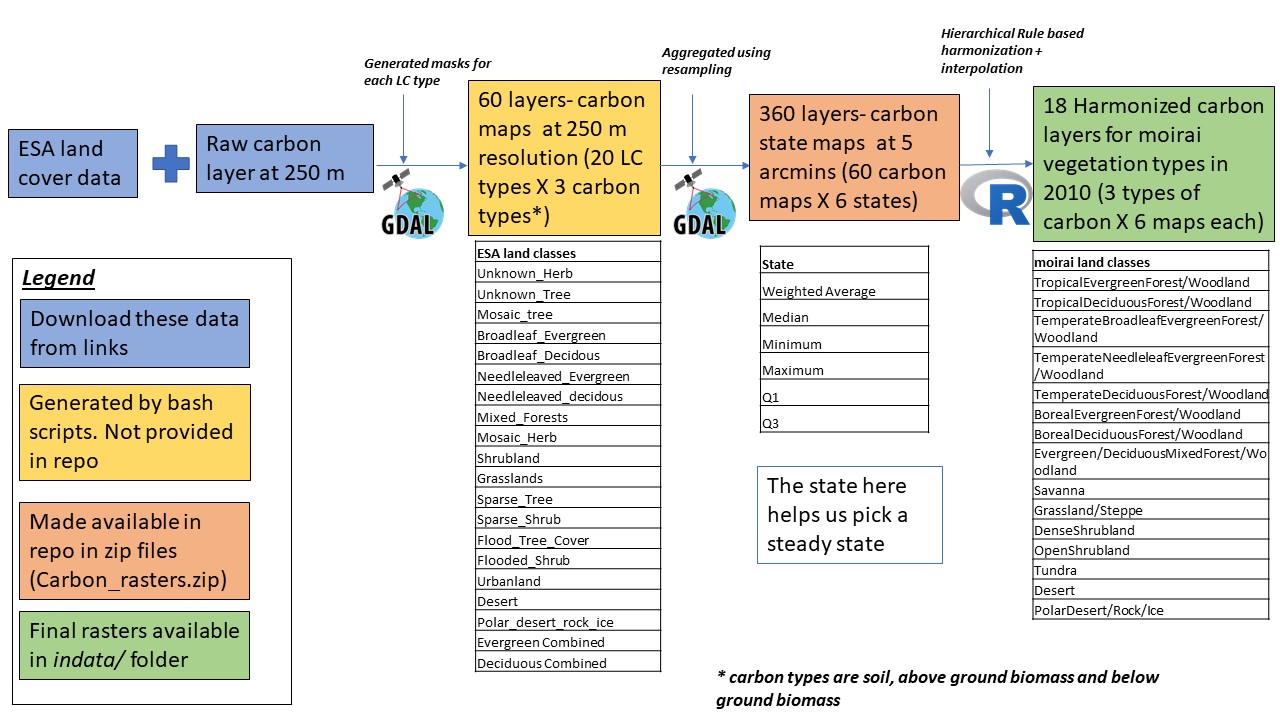 Generated masks for
each LC type
Aggregated using
resampling
Hierarchical Rule based
harmonization +
interpolation
ESA land
cover data
Raw carbon
layer at 250 m
GDAL
60 layers- carbon
maps  at 250 m
resolution (20 LC
types X 3 carbon
types*)
GDAL
360 layers- carbon
state maps  at 5
arcmins (60 carbon
maps X 6 states)
R
18 Harmonized carbon
layers for moirai
vegetation types in
2010 (3 types of
carbon X 6 maps each)
Legend
Download these data
from links
Generated by bash
scripts. Not provided
in repo
Made available in
repo in zip files
(Carbon_rasters.zip)
Final rasters available
in indata/ folder
ESA land classes
Unknown_Herb
Unknown_Tree
Mosaic_tree
Broadleaf_Evergreen
Broadleaf_Decidous
Needleleaved_Evergreen
Needleleaved_decidous
Mixed_Forests
Mosaic_Herb
Shrubland
Grasslands
Sparse_Tree
Sparse_Shrub
Flood_Tree_Cover
Flooded_Shrub
Urbanland
Desert
Polar_desert_rock_ice
Evergreen Combined
Deciduous Combined
State
Weighted Average
Median
Minimum
Maximum
Q1
Q3
The state here
helps us pick a
steady state
moirai land classes
TropicalEvergreenForest/Woodland
TropicalDeciduousForest/Woodland
TemperateBroadleafEvergreenForest/
Woodland
TemperateNeedleleafEvergreenForest
/Woodland
TemperateDeciduousForest/Woodland
BorealEvergreenForest/Woodland
BorealDeciduousForest/Woodland
Evergreen/DeciduousMixedForest/Wo
odland
Savanna
Grassland/Steppe
DenseShrubland
OpenShrubland
Tundra
Desert
PolarDesert/Rock/Ice
* carbon types are soil, above ground biomass and below
ground biomass